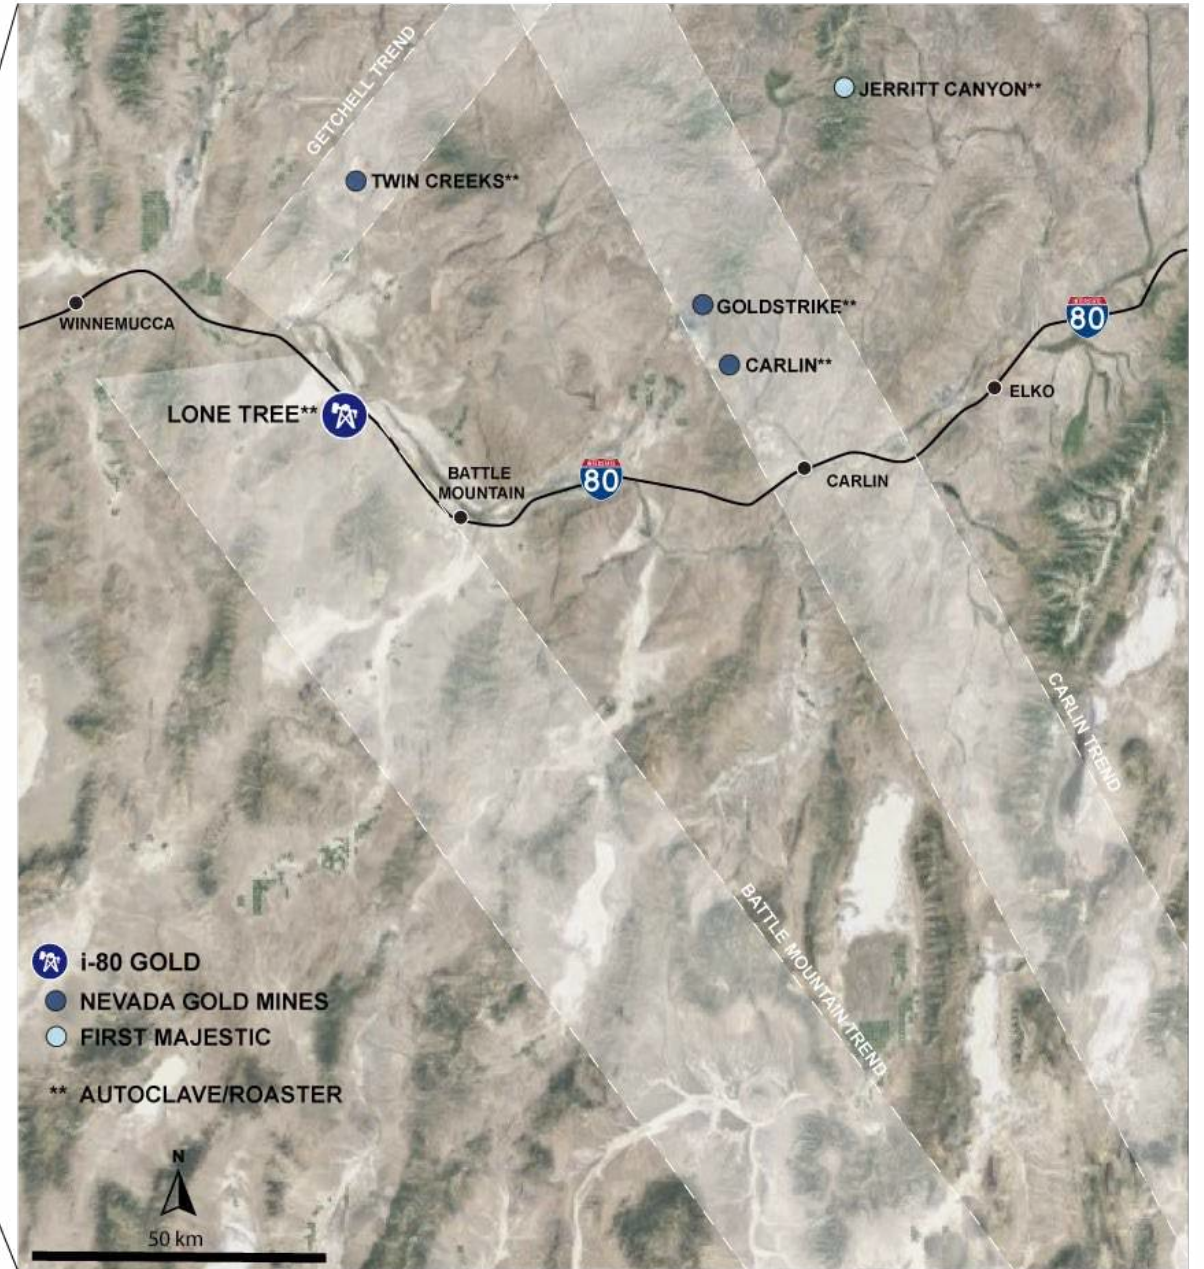 GETCHELL TREND
JERRITT CANYON**
TWIN CREEKS**
GOLDSTRIKE**
80
WINNEMUCCA
CARLIN**
ELKO
LONE TREE**
BATTLE
MOUNTAIN
80
CARLIN
CARLIN TREND
BATTLE MOUNTAIN TREND
i-80 GOLD
NEVADA GOLD MINES
FIRST MAJESTIC
** AUTOCLAVE/ROASTER
N
50 km